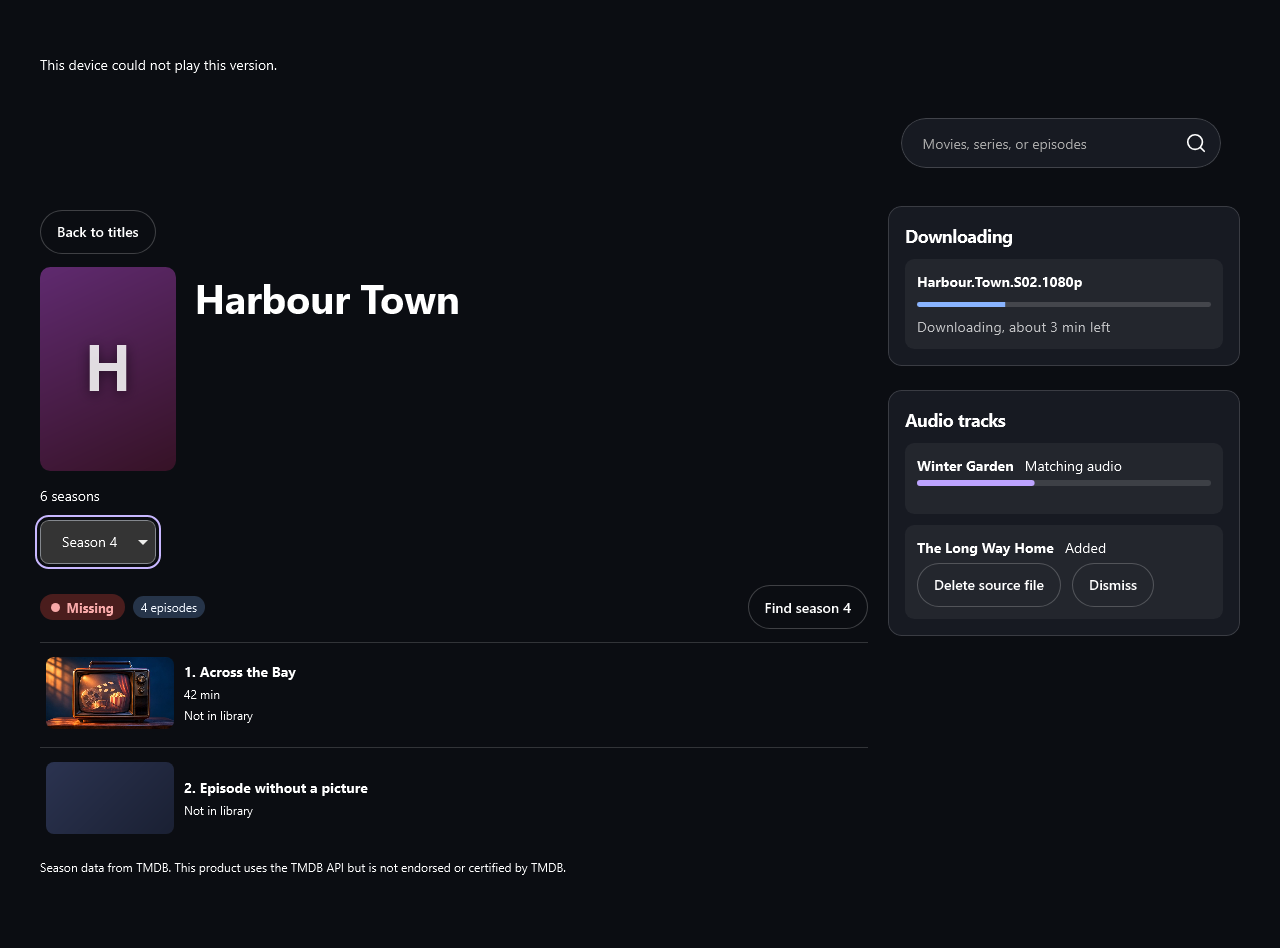 This device could not play this version.
Movies, series, or episodes
Back to titles
H
Harbour Town
6 seasons
Season 4
Missing
4 episodes
Find season 4
1. Across the Bay
42 min
Not in library
2. Episode without a picture
Not in library
Season data from TMDB. This product uses the TMDB API but is not endorsed or certified by TMDB.
Downloading
Harbour.Town.S02.1080p
Downloading, about 3 min left
Audio tracks
Winter Garden Matching audio
The Long Way Home Added
Delete source file
Dismiss